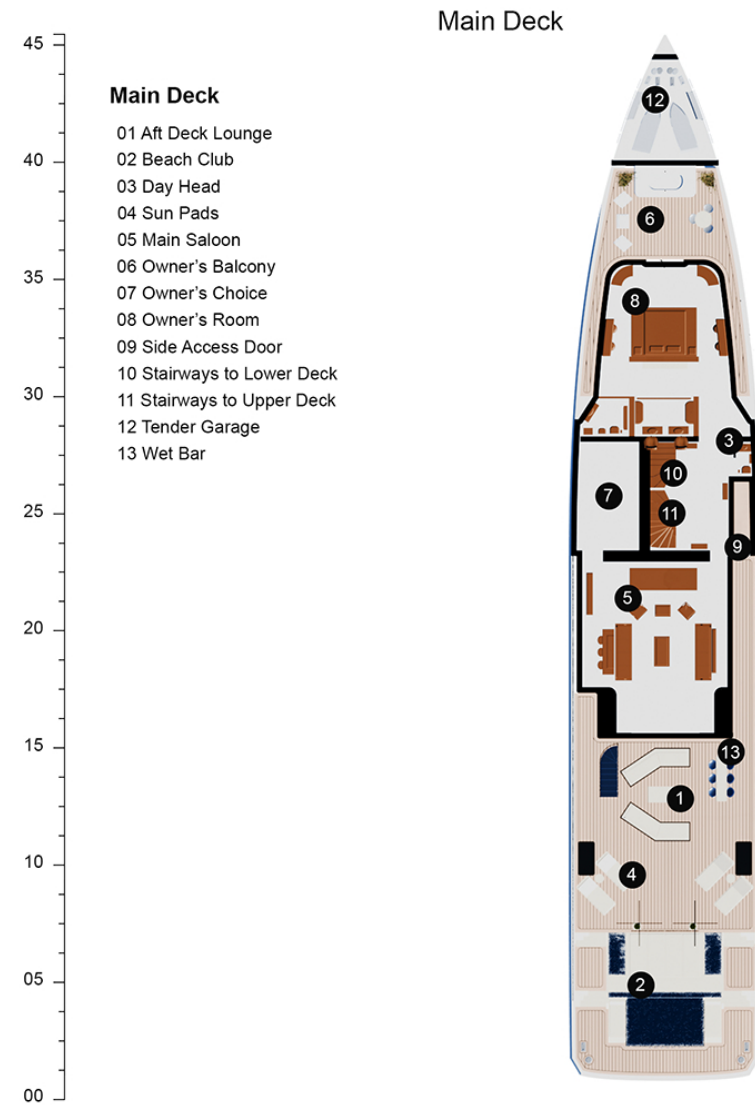 Main Deck
45
40
35
30
25
20
15
10
05
00
Main Deck
01 Aft Deck Lounge
02 Beach Club
03 Day Head
04 Sun Pads
05 Main Saloon
06 Owner's Balcony
07 Owner's Choice
08 Owner's Room
09 Side Access Door
10 Stairways to Lower Deck
11 Stairways to Upper Deck
12 Tender Garage
13 Wet Bar
12
6
8
3
10
7
11
9
5
13
1
4
2